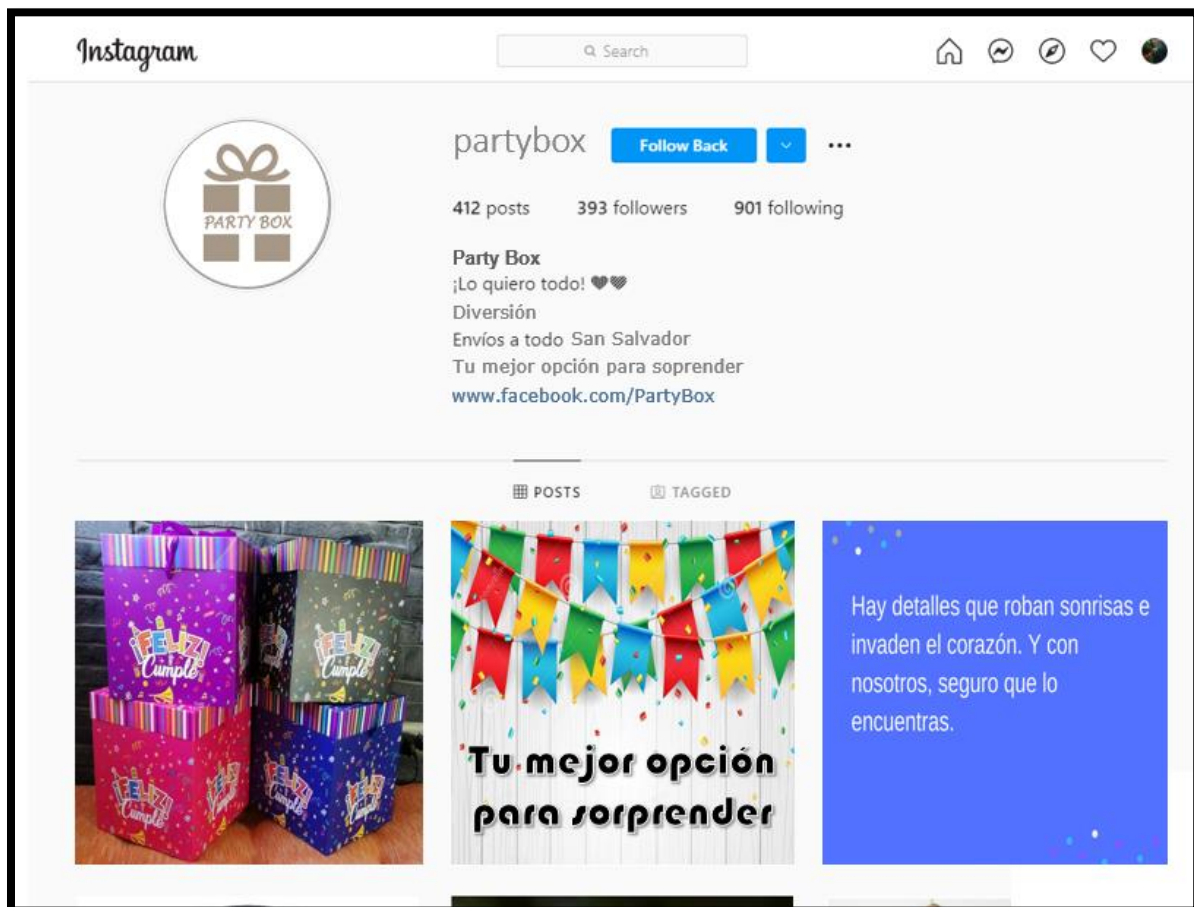 Instagram
Search
PARTY BOX
partybox Follow Back
412 posts 393 followers 901 following
Party Box
¡Lo quiero todo!
Diversión
Envíos a todo San Salvador
Tu mejor opción para soprender
www.facebook.com/PartyBox
POSTS TAGGED
¡FELIZ!
Cumple
¡FELIZ!
Cumple
¡FELIZ!
Cumple
¡FELIZ!
Cumple
Tu mejor opción
para sorprender
Hay detalles que roban sonrisas e
invaden el corazón. Y con
nosotros, seguro que lo
encuentras.